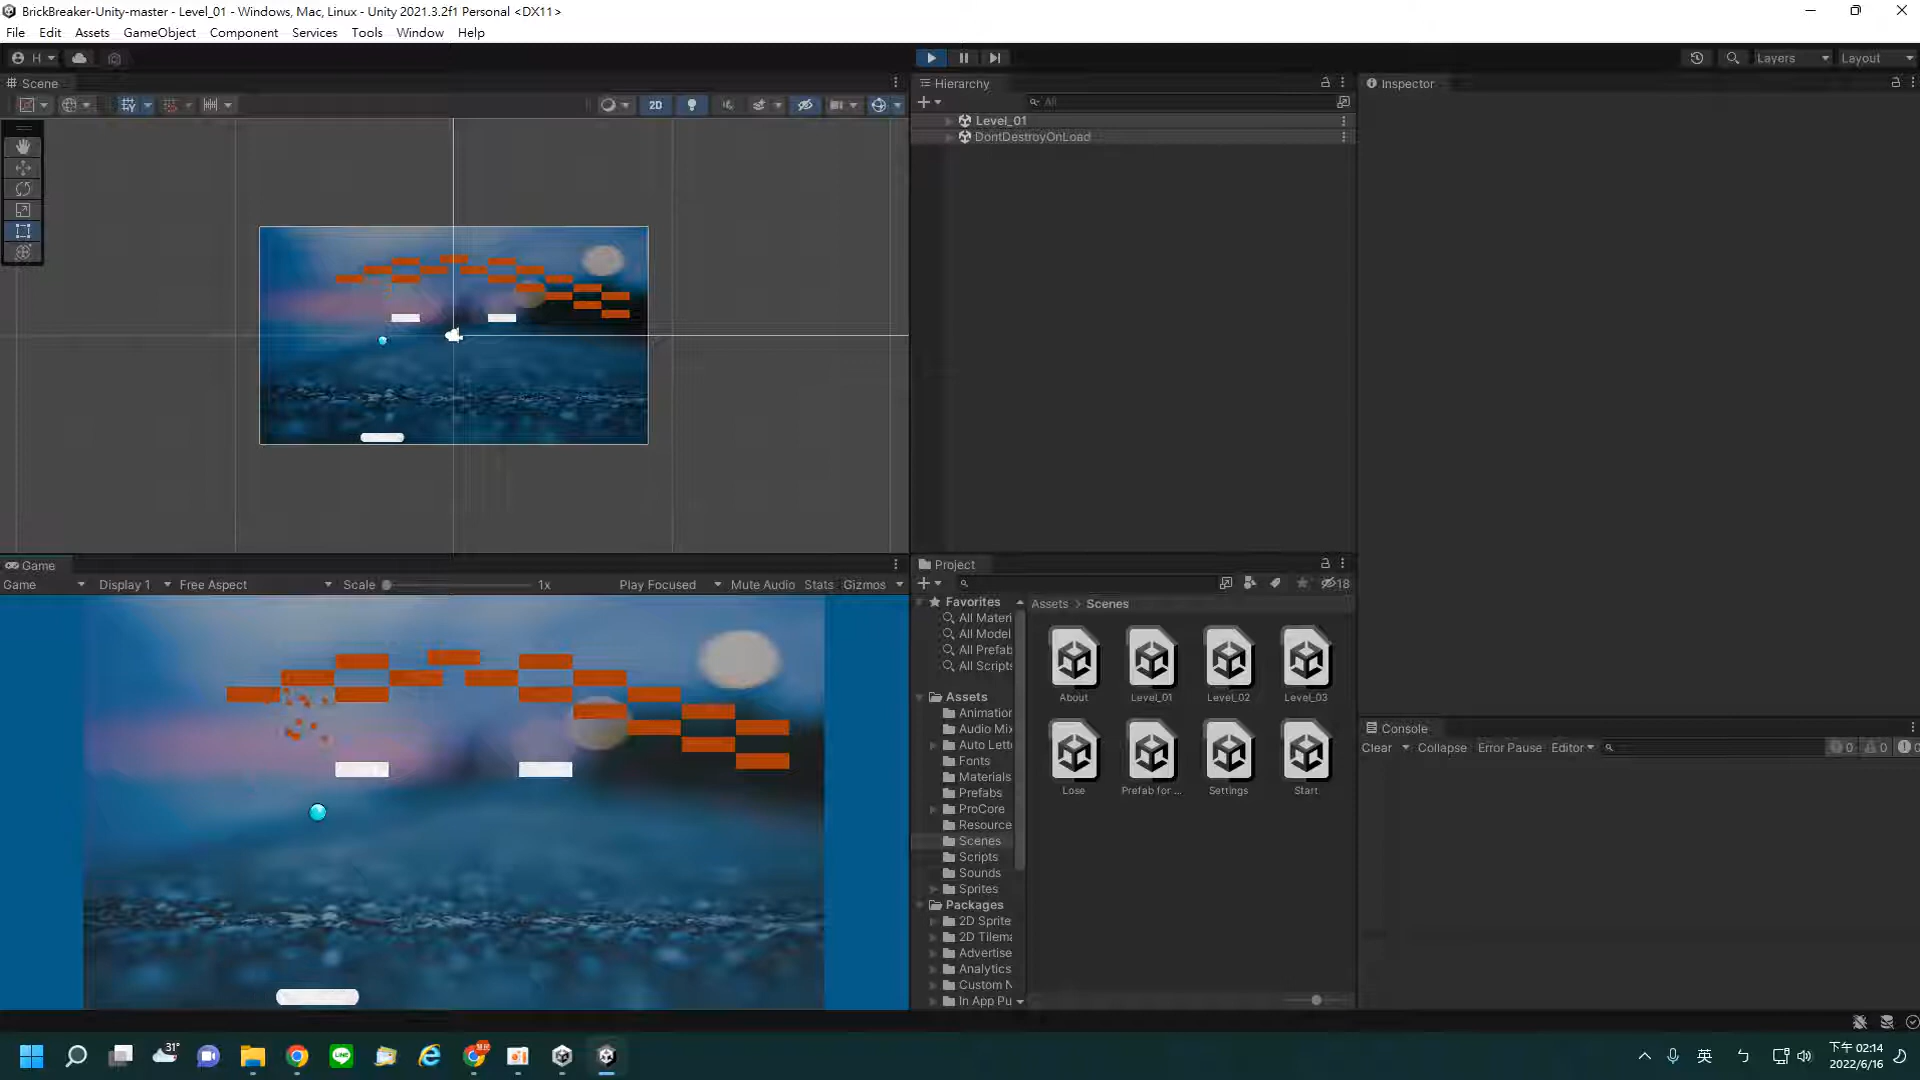 BrickBreaker-Unity-master - Level_01 - Windows, Mac, Linux - Unity 2021.3.2f1 Personal <DX11>
File Edit Assets GameObject Component Services Tools Window Help
H Layers Layout
Scene
2D
Hierarchy
All
Level_01
DontDestroyOnLoad
Inspector
Game
Game Display 1 Free Aspect Scale 1x Play Focused Mute Audio Stats Gizmos
Project
18
Favorites
All Materi
All Model
All Prefab
All Scripts
Assets
Animation
Audio Mix
Auto Lett
Fonts
Materials
Prefabs
ProCore
Resource
Scenes
Scripts
Sounds
Sprites
Packages
2D Sprite
2D Tilema
Advertise
Analytics
Custom N
In App Pu
Assets > Scenes
About Level_01 Level_02 Level_03
Lose Prefab for ... Settings Start
Console
Clear Collapse Error Pause Editor 0 0 0
31°
LINE
英
下午 02:14
2022/6/16